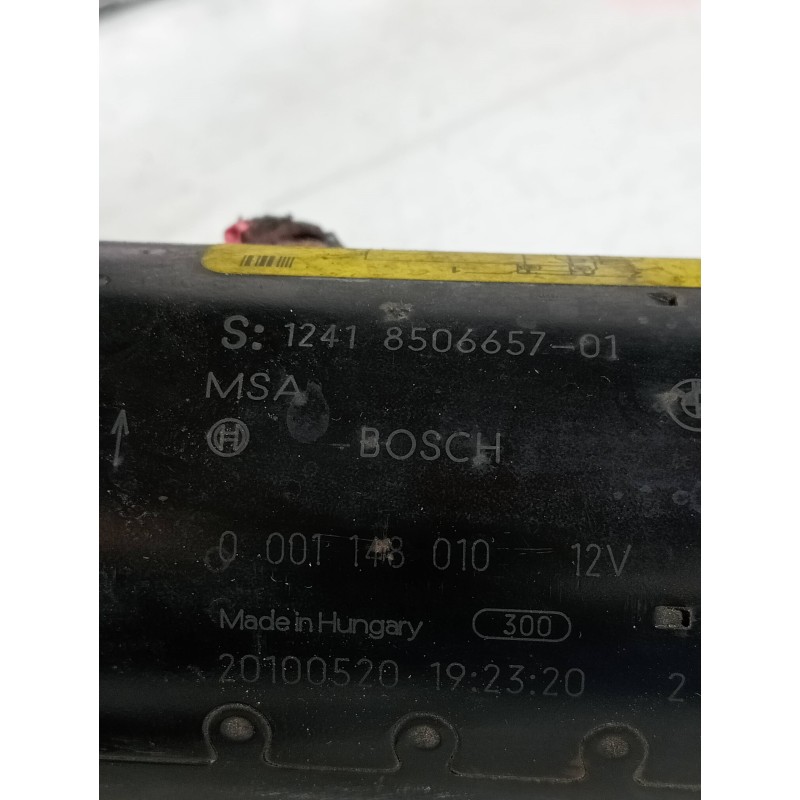 S: 1241 8506657-01
MSA
H BOSCH
0 001 148 010 12V
Made in Hungary 300
20100520 19:23:20 2